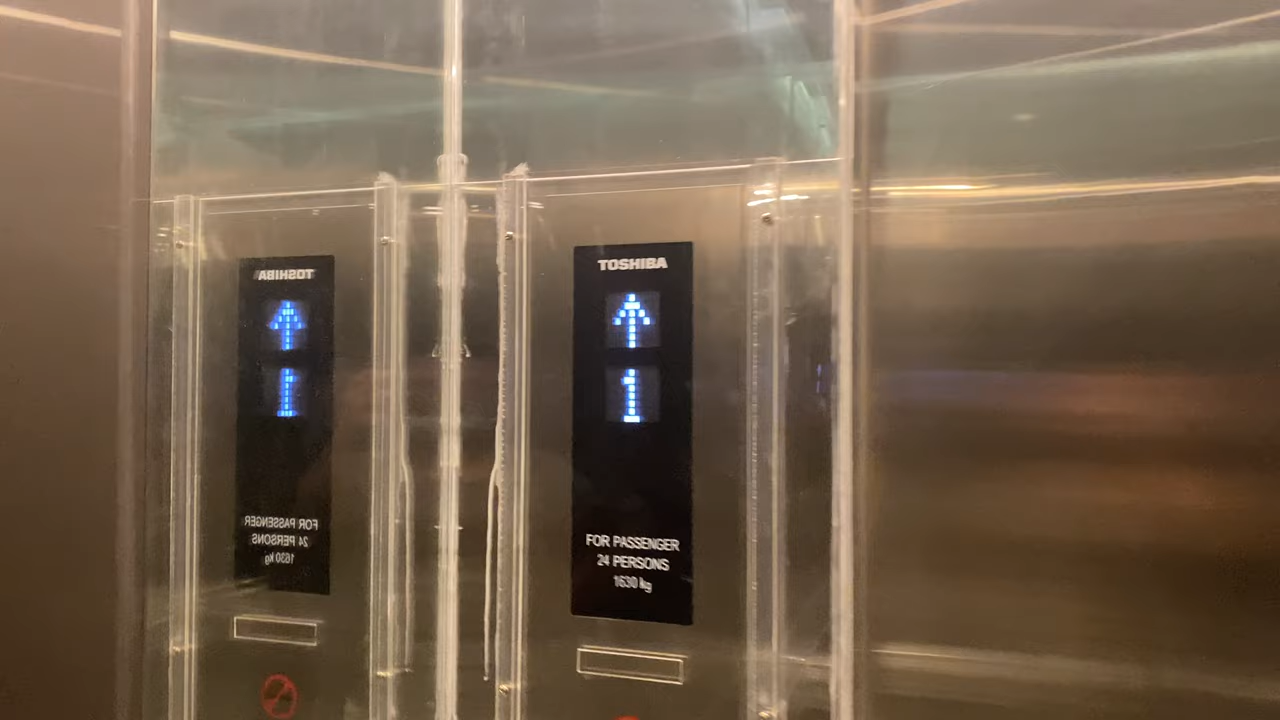 TOSHIBA
1
FOR PASSENGER
24 PERSONS
1630 kg
TOSHIBA
1
FOR PASSENGER
24 PERSONS
1630 kg